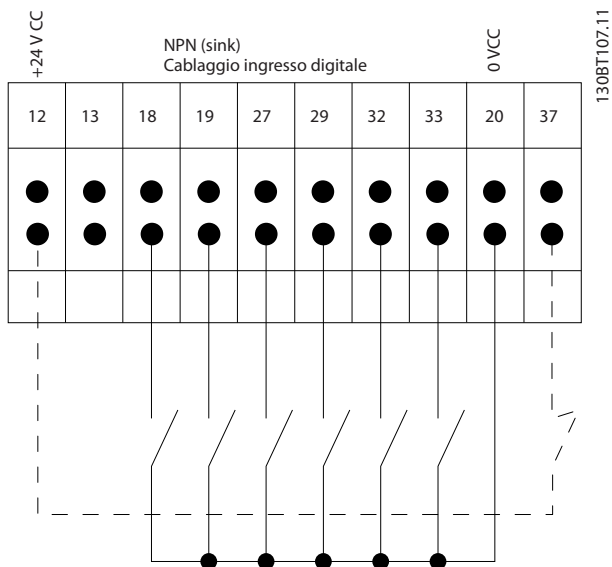 +24 V CC
NPN (sink)
Cablaggio ingresso digitale
0 VCC
130BT107.11
12 13 18 19 27 29 32 33 20 37